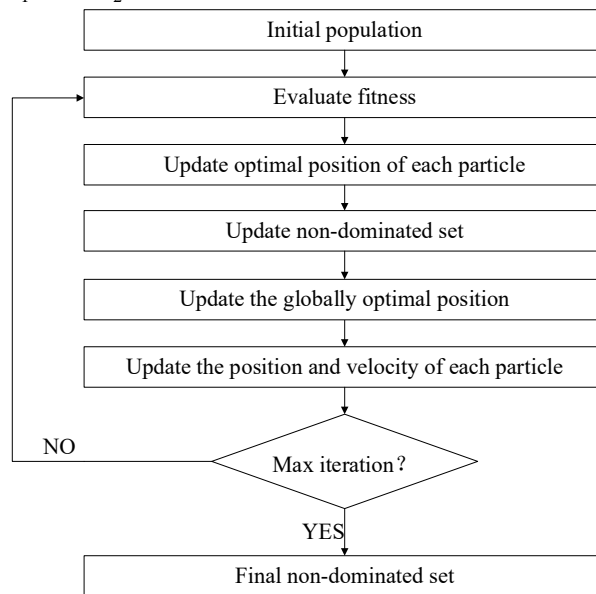 Initial population
Evaluate fitness
Update optimal position of each particle
Update non-dominated set
Update the globally optimal position
Update the position and velocity of each particle
NO
Max iteration？
YES
Final non-dominated set